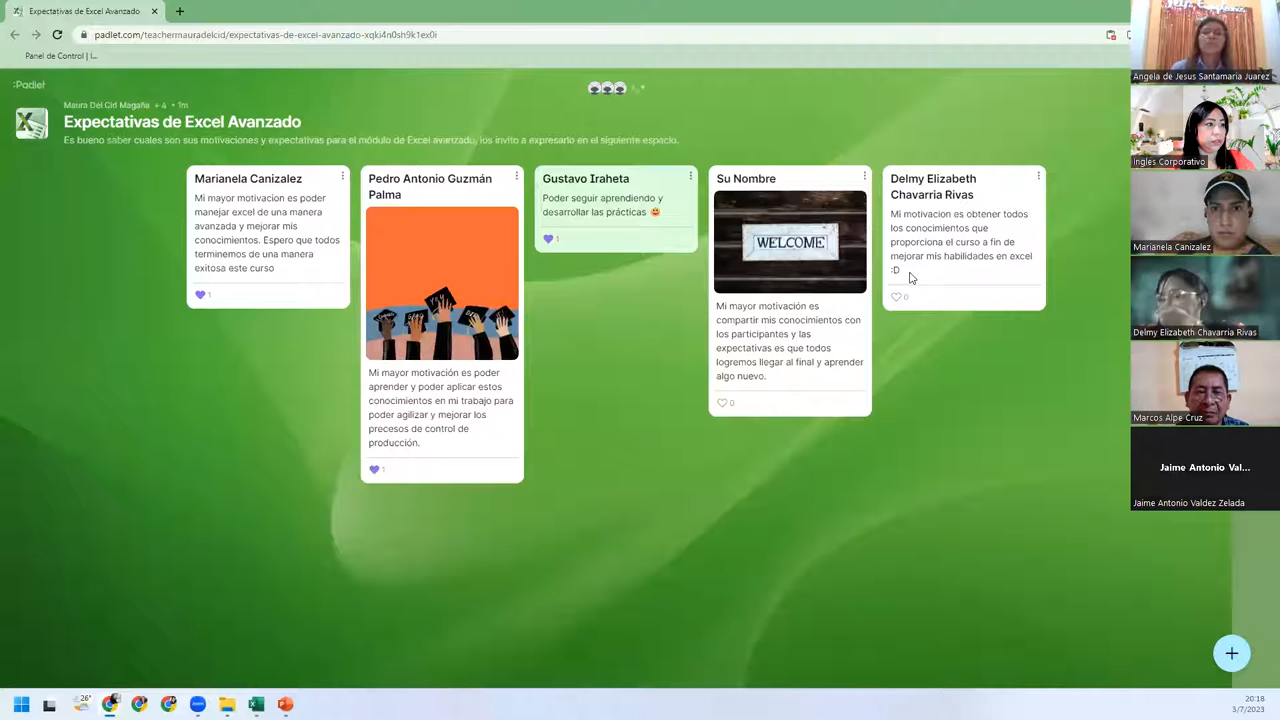 Expectativas de Excel Avanzado
padlet.com/teachermauradelcid/expectativas-de-excel-avanzado-xqki4n0sh9k1ex0i
Panel de Control | I...
:Padlet
Maura Del Cid Magaña +4 • 1m
Expectativas de Excel Avanzado
Es bueno saber cuales son sus motivaciones y expectativas para el módulo de Excel avanzado, los invito a expresarlo en el siguiente espacio.
Marianela Canizalez
Mi mayor motivacion es poder
manejar excel de una manera
avanzada y mejorar mis
conocimientos. Espero que todos
terminemos de una manera
exitosa este curso
1
Pedro Antonio Guzmán
Palma
Mi mayor motivación es poder
aprender y poder aplicar estos
conocimientos en mi trabajo para
poder agilizar y mejorar los
precesos de control de
producción.
1
Gustavo Iraheta
Poder seguir aprendiendo y
desarrollar las prácticas 😃
1
Su Nombre
WELCOME
Mi mayor motivación es
compartir mis conocimientos con
los participantes y las
expectativas es que todos
logremos llegar al final y aprender
algo nuevo.
0
Delmy Elizabeth
Chavarria Rivas
Mi motivacion es obtener todos
los conocimientos que
proporciona el curso a fin de
mejorar mis habilidades en excel
:D
0
Angela de Jesus Santamaria Juarez
Ingles Corporativo
Marianela Canizalez
Delmy Elizabeth Chavarria Rivas
Marcos Alpe Cruz
Jaime Antonio Val...
Jaime Antonio Valdez Zelada
26°
20:18
3/7/2023